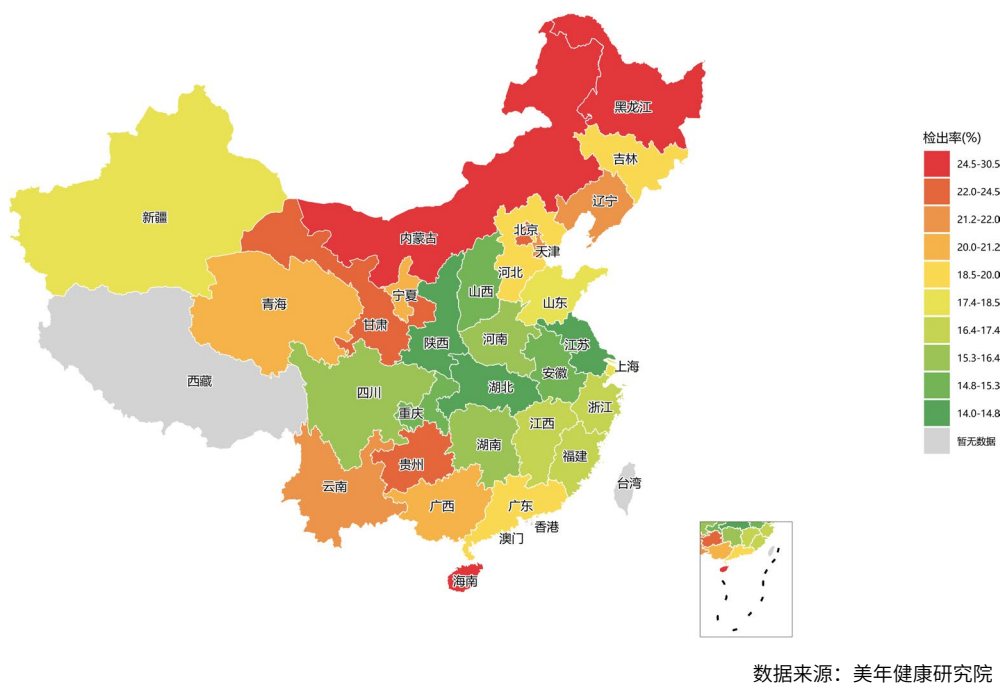 黑龙江
吉林
辽宁
新疆
北京
内蒙古
天津
河北
宁夏
山西
青海
山东
甘肃
河南
陕西
江苏
上海
安徽
西藏
湖北
四川
浙江
重庆
江西
湖南
福建
贵州
台湾
云南
广西
广东
香港
澳门
海南
检出率(%)
24.5-30.5
22.0-24.5
21.2-22.0
20.0-21.2
18.5-20.0
17.4-18.5
16.4-17.4
15.3-16.4
14.8-15.3
14.0-14.8
暂无数据
数据来源：美年健康研究院